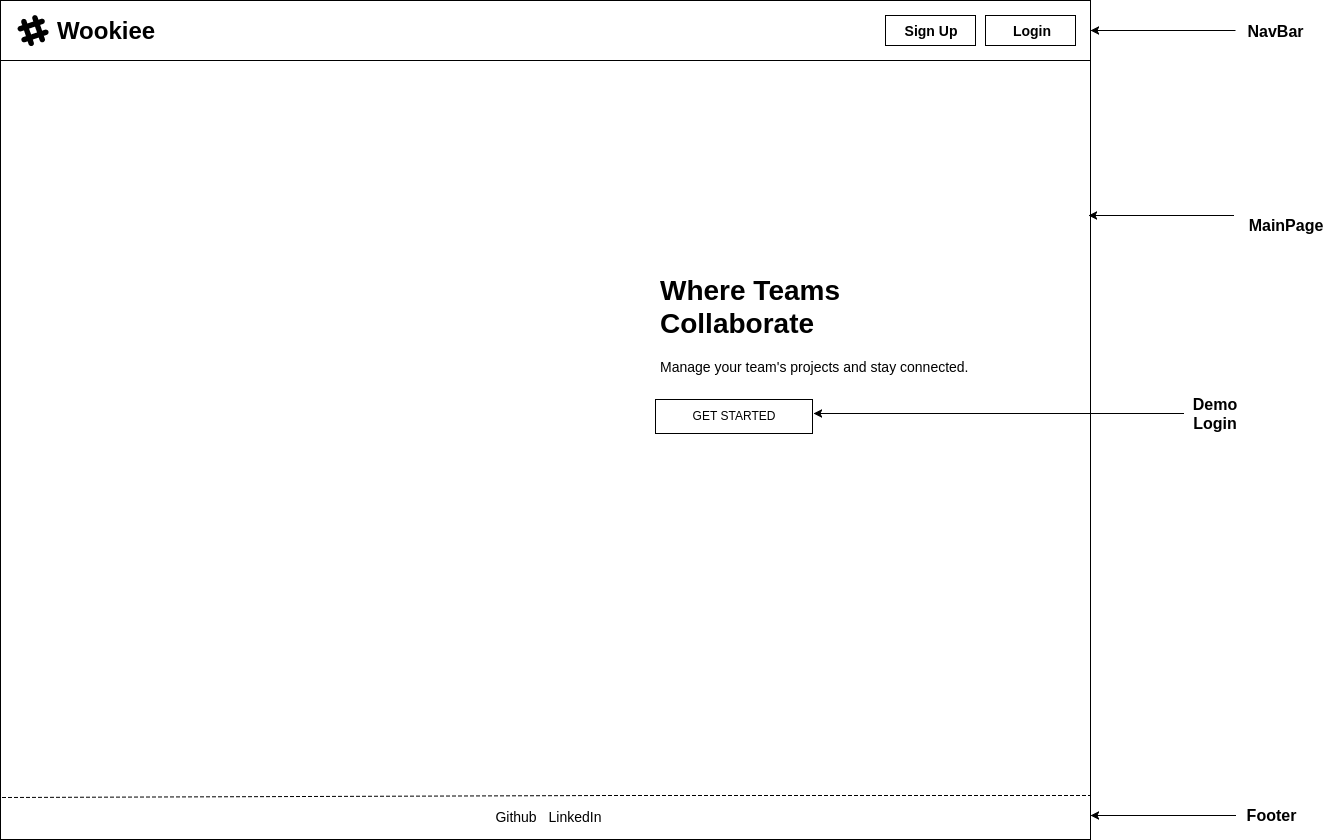 Wookiee
Sign Up
Login
NavBar
MainPage
Where Teams
Collaborate
Manage your team's projects and stay connected.
GET STARTED
Demo
Login
Github LinkedIn
Footer